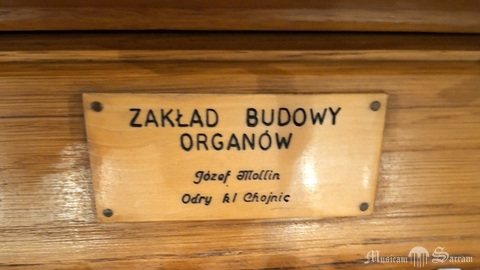 ZAKŁAD BUDOWY
ORGANÓW
Józef Mollin
Odry k/ Chojnic
Musicam Sacram